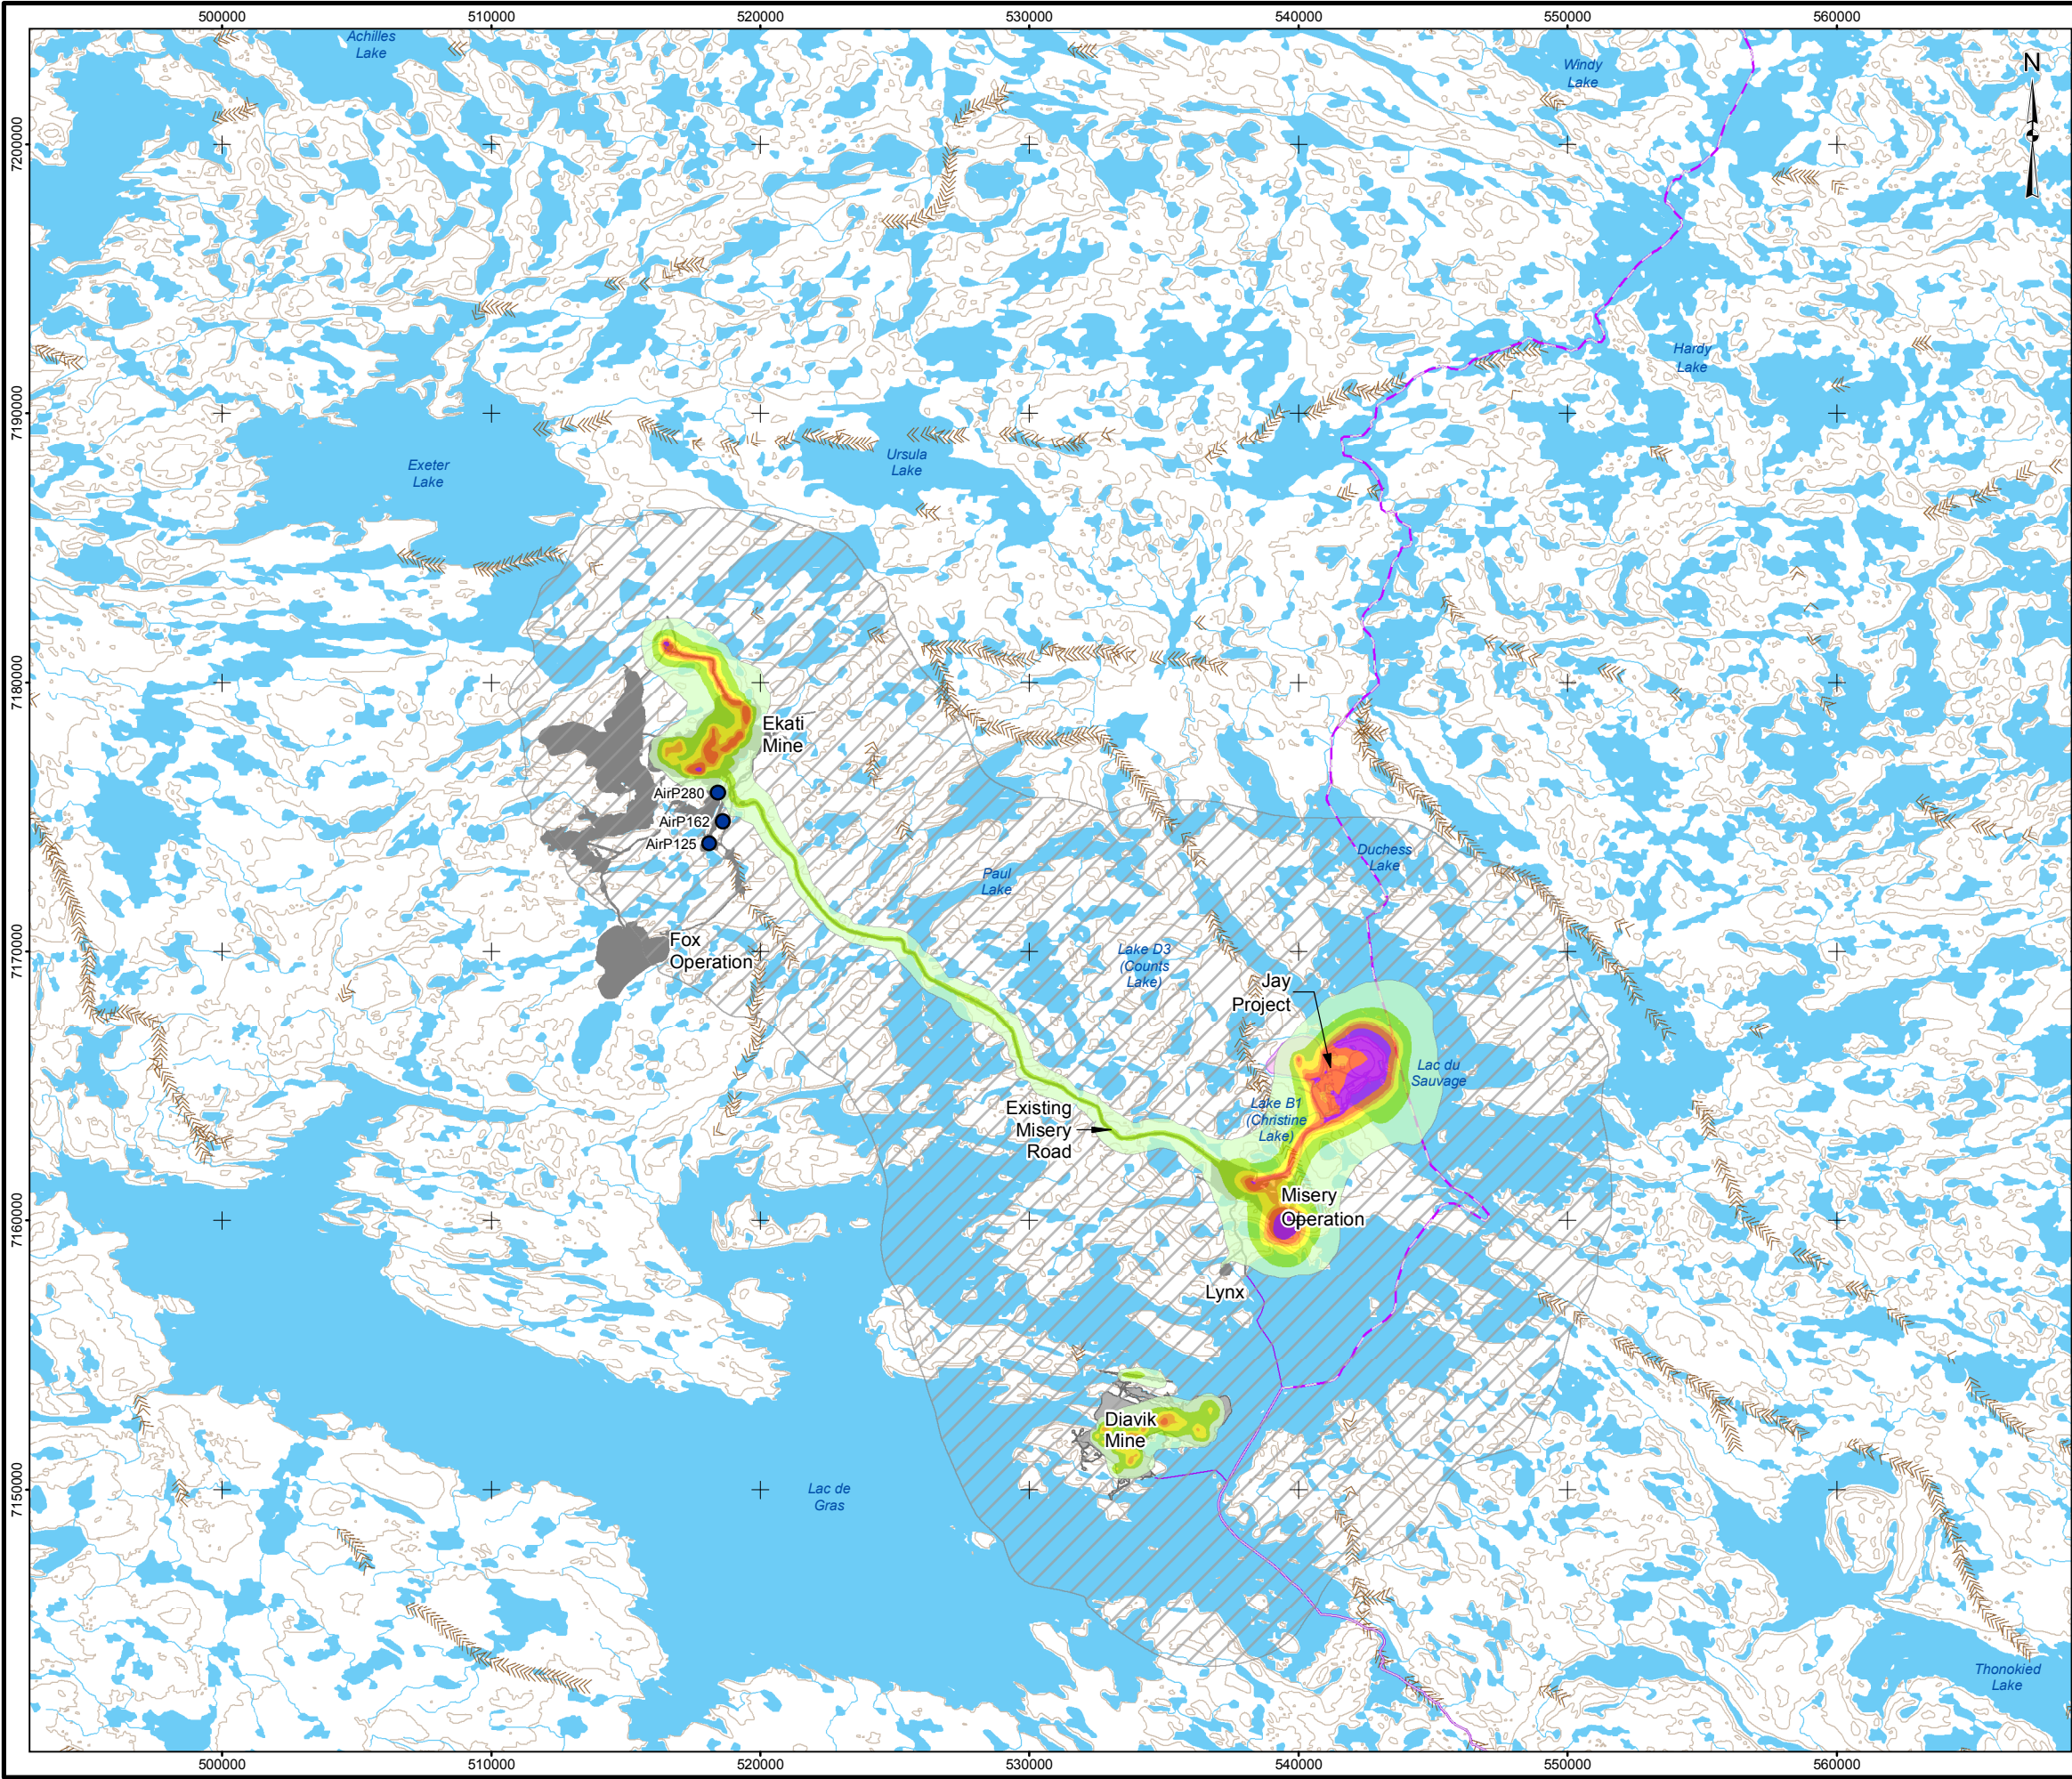 500000 510000 520000 530000 540000 550000 560000
Achilles
Lake
Windy
Lake
N
7200000
Hardy
Lake
7190000
Ursula
Lake
Exeter
Lake
7180000
Ekati
Mine
AirP280
AirP162
AirP125
Duchess
Lake
Paul
Lake
Fox
Operation
7170000
Lake D3
(Counts
Lake)
Jay
Project
Lac du
Sauvage
Lake B1
(Christine
Lake)
Existing
Misery
Road
Misery
Operation
7160000
Lynx
Diavik
Mine
7150000
Lac de
Gras
Thonokied
Lake
500000 510000 520000 530000 540000 550000 560000